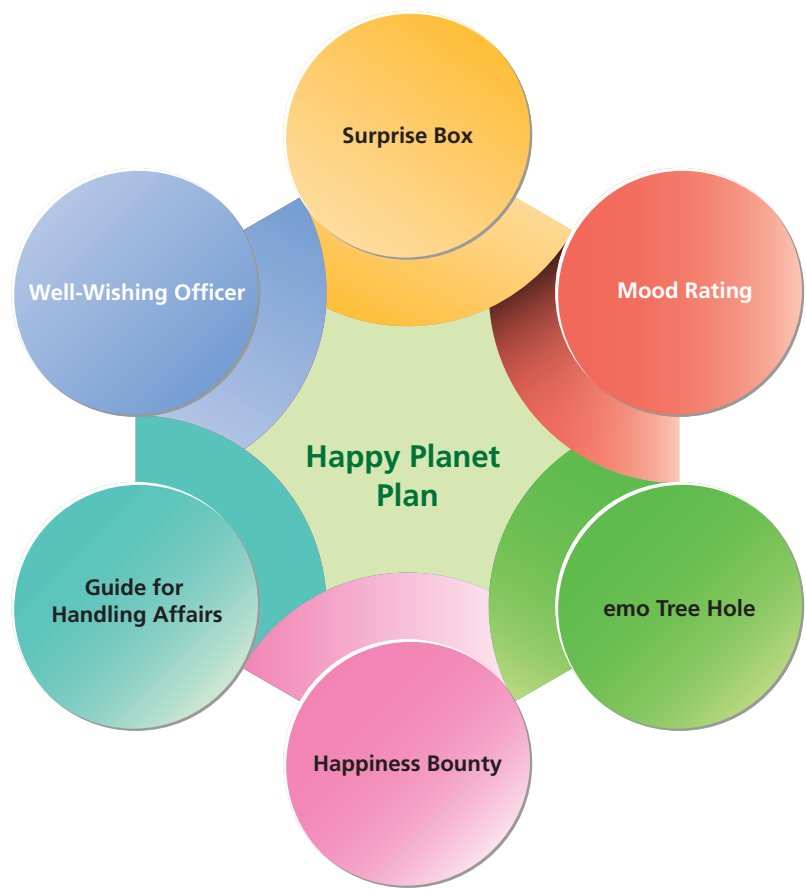 Surprise Box
Well-Wishing Officer
Mood Rating
Happy Planet
Plan
Guide for
Handling Affairs
emo Tree Hole
Happiness Bounty